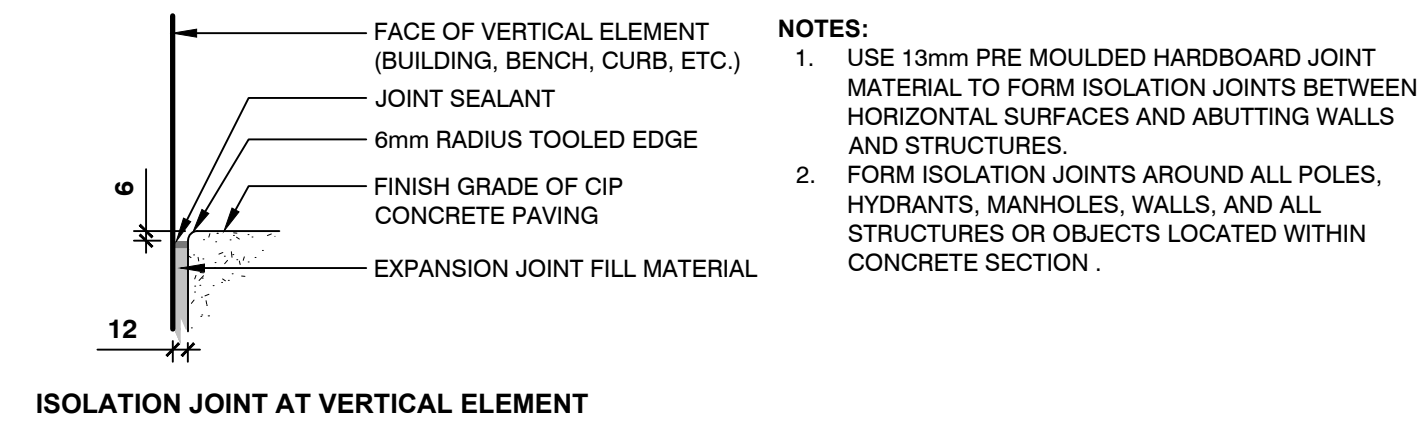 FACE OF VERTICAL ELEMENT
(BUILDING, BENCH, CURB, ETC.)
JOINT SEALANT
6mm RADIUS TOOLED EDGE
FINISH GRADE OF CIP
CONCRETE PAVING
EXPANSION JOINT FILL MATERIAL
6
12
NOTES:
1. USE 13mm PRE MOULDED HARDBOARD JOINT
MATERIAL TO FORM ISOLATION JOINTS BETWEEN
HORIZONTAL SURFACES AND ABUTTING WALLS
AND STRUCTURES.
2. FORM ISOLATION JOINTS AROUND ALL POLES,
HYDRANTS, MANHOLES, WALLS, AND ALL
STRUCTURES OR OBJECTS LOCATED WITHIN
CONCRETE SECTION .
ISOLATION JOINT AT VERTICAL ELEMENT